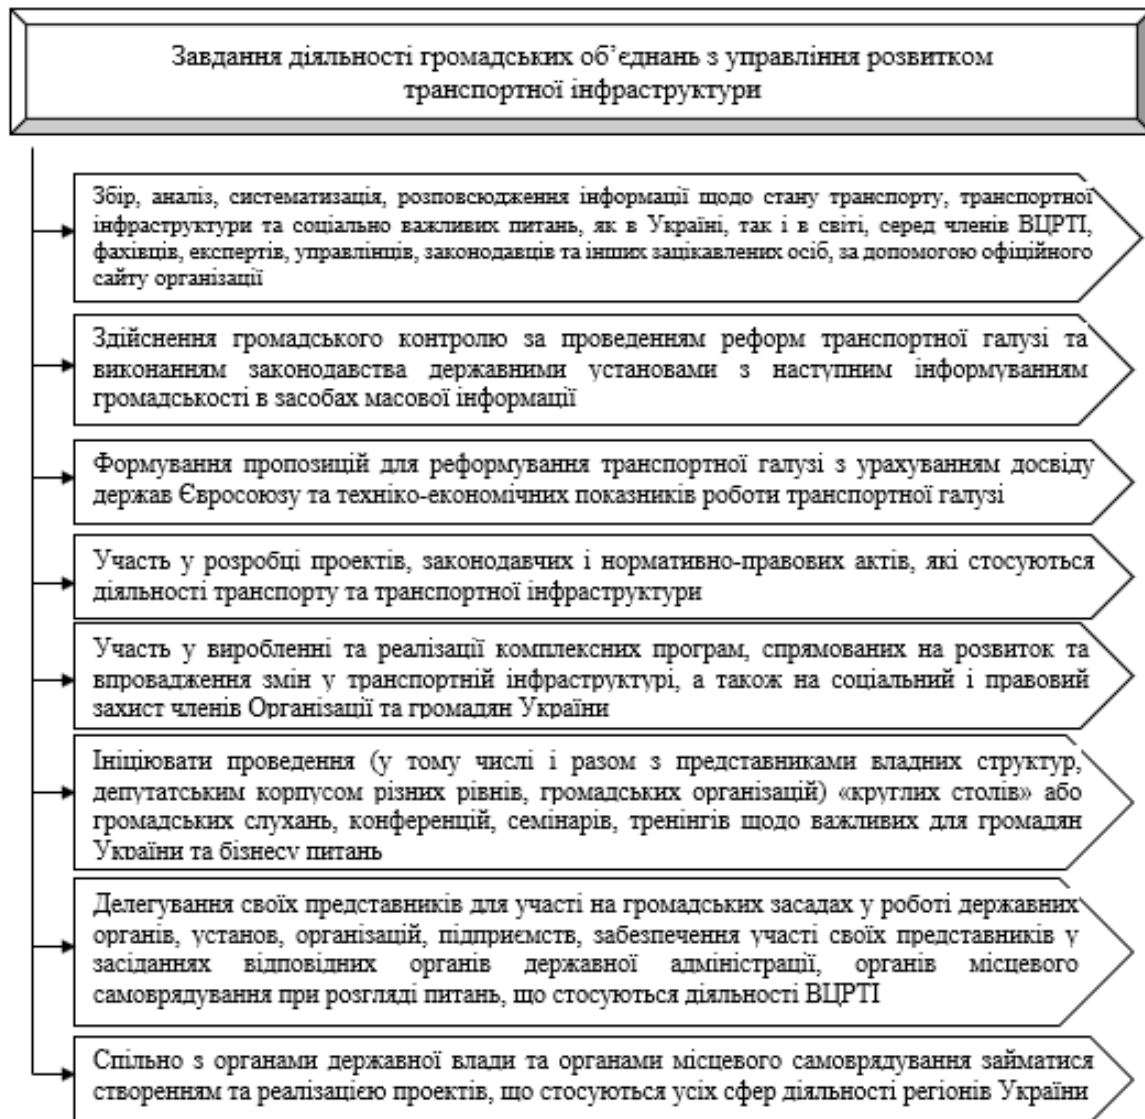 Завдання діяльності громадських об’єднань з управління розвитком
транспортної інфраструктури
Збір, аналіз, систематизація, розповсюдження інформації щодо стану транспорту, транспортної
інфраструктури та соціально важливих питань, як в Україні, так і в світі, серед членів ВЦРТІ,
фахівців, експертів, управлінців, законодавців та інших зацікавлених осіб, за допомогою офіційного
сайту організації
Здійснення громадського контролю за проведенням реформ транспортної галузі та
виконанням законодавства державними установами з наступним інформуванням
громадськості в засобах масової інформації
Формування пропозицій для реформування транспортної галузі з урахуванням досвіду
держав Євросоюзу та техніко-економічних показників роботи транспортної галузі
Участь у розробці проектів, законодавчих і нормативно-правових актів, які стосуються
діяльності транспорту та транспортної інфраструктури
Участь у виробленні та реалізації комплексних програм, спрямованих на розвиток та
впровадження змін у транспортній інфраструктурі, а також на соціальний і правовий
захист членів Організації та громадян України
Ініціювати проведення (у тому числі і разом з представниками владних структур,
депутатським корпусом різних рівнів, громадських організацій) «круглих столів» або
громадських слухань, конференцій, семінарів, тренінгів щодо важливих для громадян
України та бізнесу питань
Делегування своїх представників для участі на громадських засадах у роботі державних
органів, установ, організацій, підприємств, забезпечення участі своїх представників у
засіданнях відповідних органів державної адміністрації, органів місцевого
самоврядування при розгляді питань, що стосуються діяльності ВЦРТІ
Спільно з органами державної влади та органами місцевого самоврядування займатися
створенням та реалізацією проектів, що стосуються усіх сфер діяльності регіонів України